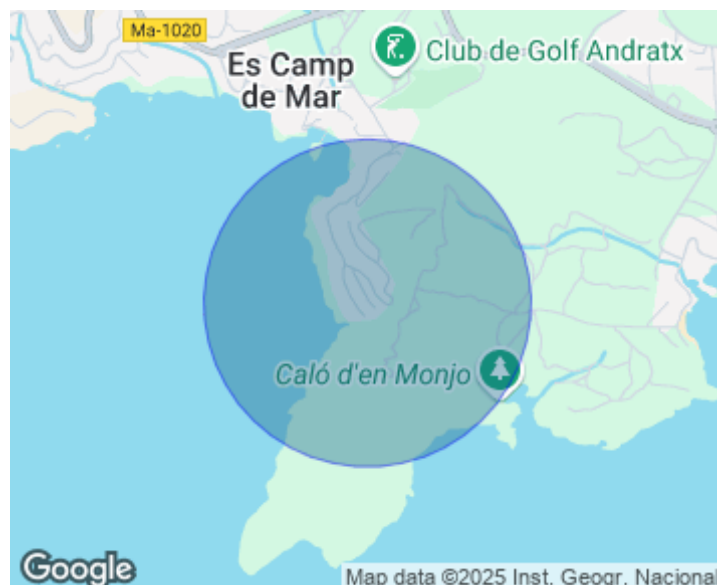 Ma-1020
Club de Golf Andratx
Es Camp
de Mar
Caló d'en Monjo
Google
Map data ©2025 Inst. Geogr. Nacional